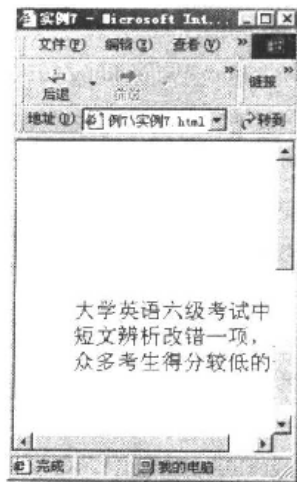 实例7 - Microsoft Int...
文件(F) 编辑(E) 查看(V) »
后退 » 链接 »
地址(D) 例7\实例7.html 转到
大学英语六级考试中
短文辨析改错一项，
众多考生得分较低的
完成 我的电脑